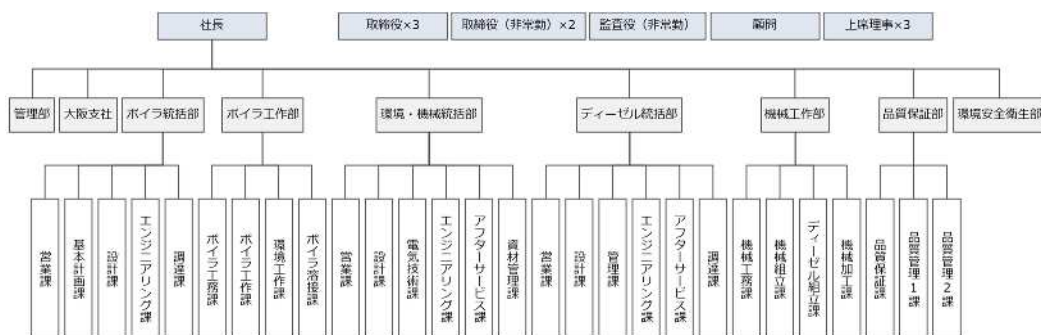 社長
取締役×3
取締役（非常勤）×2
監査役（非常勤）
顧問
上席理事×3
管理部
大阪支社
ボイラ統括部
ボイラ工作部
環境・機械統括部
ディーゼル統括部
機械工作部
品質保証部
環境安全衛生部
営業課
基本計画課
設計課
エンジニアリング課
調達課
ボイラ工務課
ボイラ工作課
環境工作課
ボイラ溶接課
営業課
設計課
電気技術課
エンジニアリング課
アフターサービス課
資材管理課
営業課
設計課
管理課
エンジニアリング課
アフターサービス課
調達課
機械工務課
機械組立課
ディーゼル組立課
機械加工課
品質保証課
品質管理1課
品質管理2課